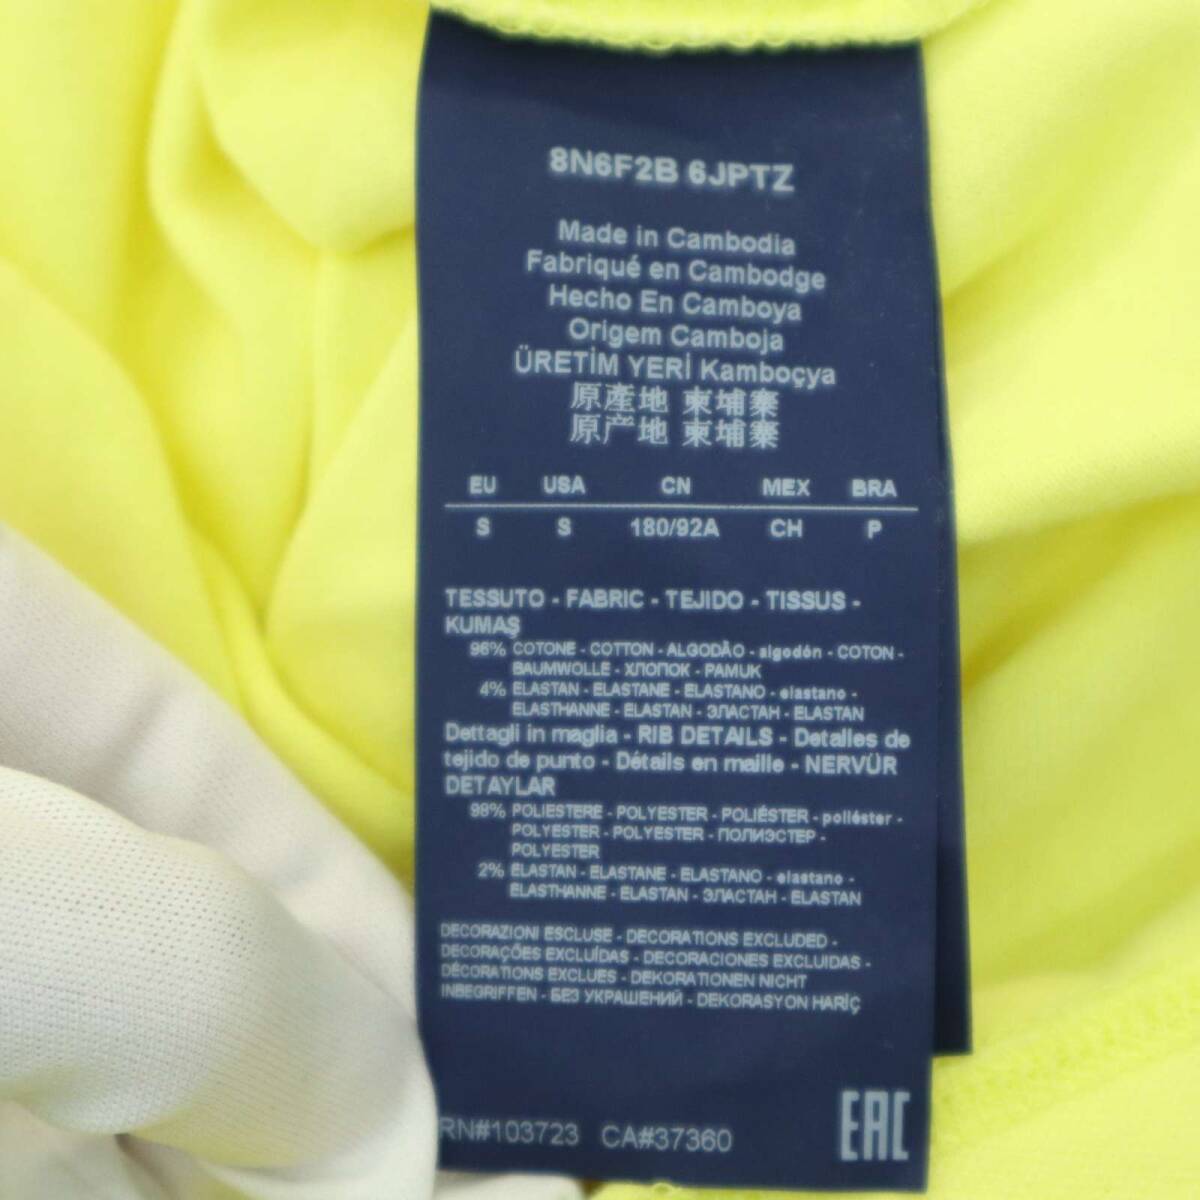 8N6F2B 6JPTZ
Made in Cambodia
Fabriqué en Cambodge
Hecho En Camboya
Origem Camboja
ÜRETİM YERİ Kamboçya
原產地 柬埔寨
原产地 柬埔寨
EU USA CN MEX BRA
S S 180/92A CH P
TESSUTO - FABRIC - TEJIDO - TISSUS -
KUMAŞ
96% COTONE - COTTON - ALGODÃO - algodón - COTON -
BAUMWOLLE - ХЛОПОК - PAMUK
4% ELASTAN - ELASTANE - ELASTANO - elastano -
ELASTHANNE - ELASTAN - ЭЛАСТАН - ELASTAN
Dettagli in maglia - RIB DETAILS - Detalles de
tejido de punto - Détails en maille - NERVÜR
DETAYLAR
98% POLIESTERE - POLYESTER - POLIÉSTER - poliéster -
POLYESTER - POLYESTER - ПОЛИЭСТЕР -
POLYESTER
2% ELASTAN - ELASTANE - ELASTANO - elastano -
ELASTHANNE - ELASTAN - ЭЛАСТАН - ELASTAN
DECORAZIONI ESCLUSE - DECORATIONS EXCLUDED -
DECORAÇÕES EXCLUÍDAS - DECORACIONES EXCLUIDAS -
DÉCORATIONS EXCLUES - DEKORATIONEN NICHT
INBEGRIFFEN - БЕЗ УКРАШЕНИЙ - DEKORASYON HARİÇ
RN#103723 CA#37360
EAC